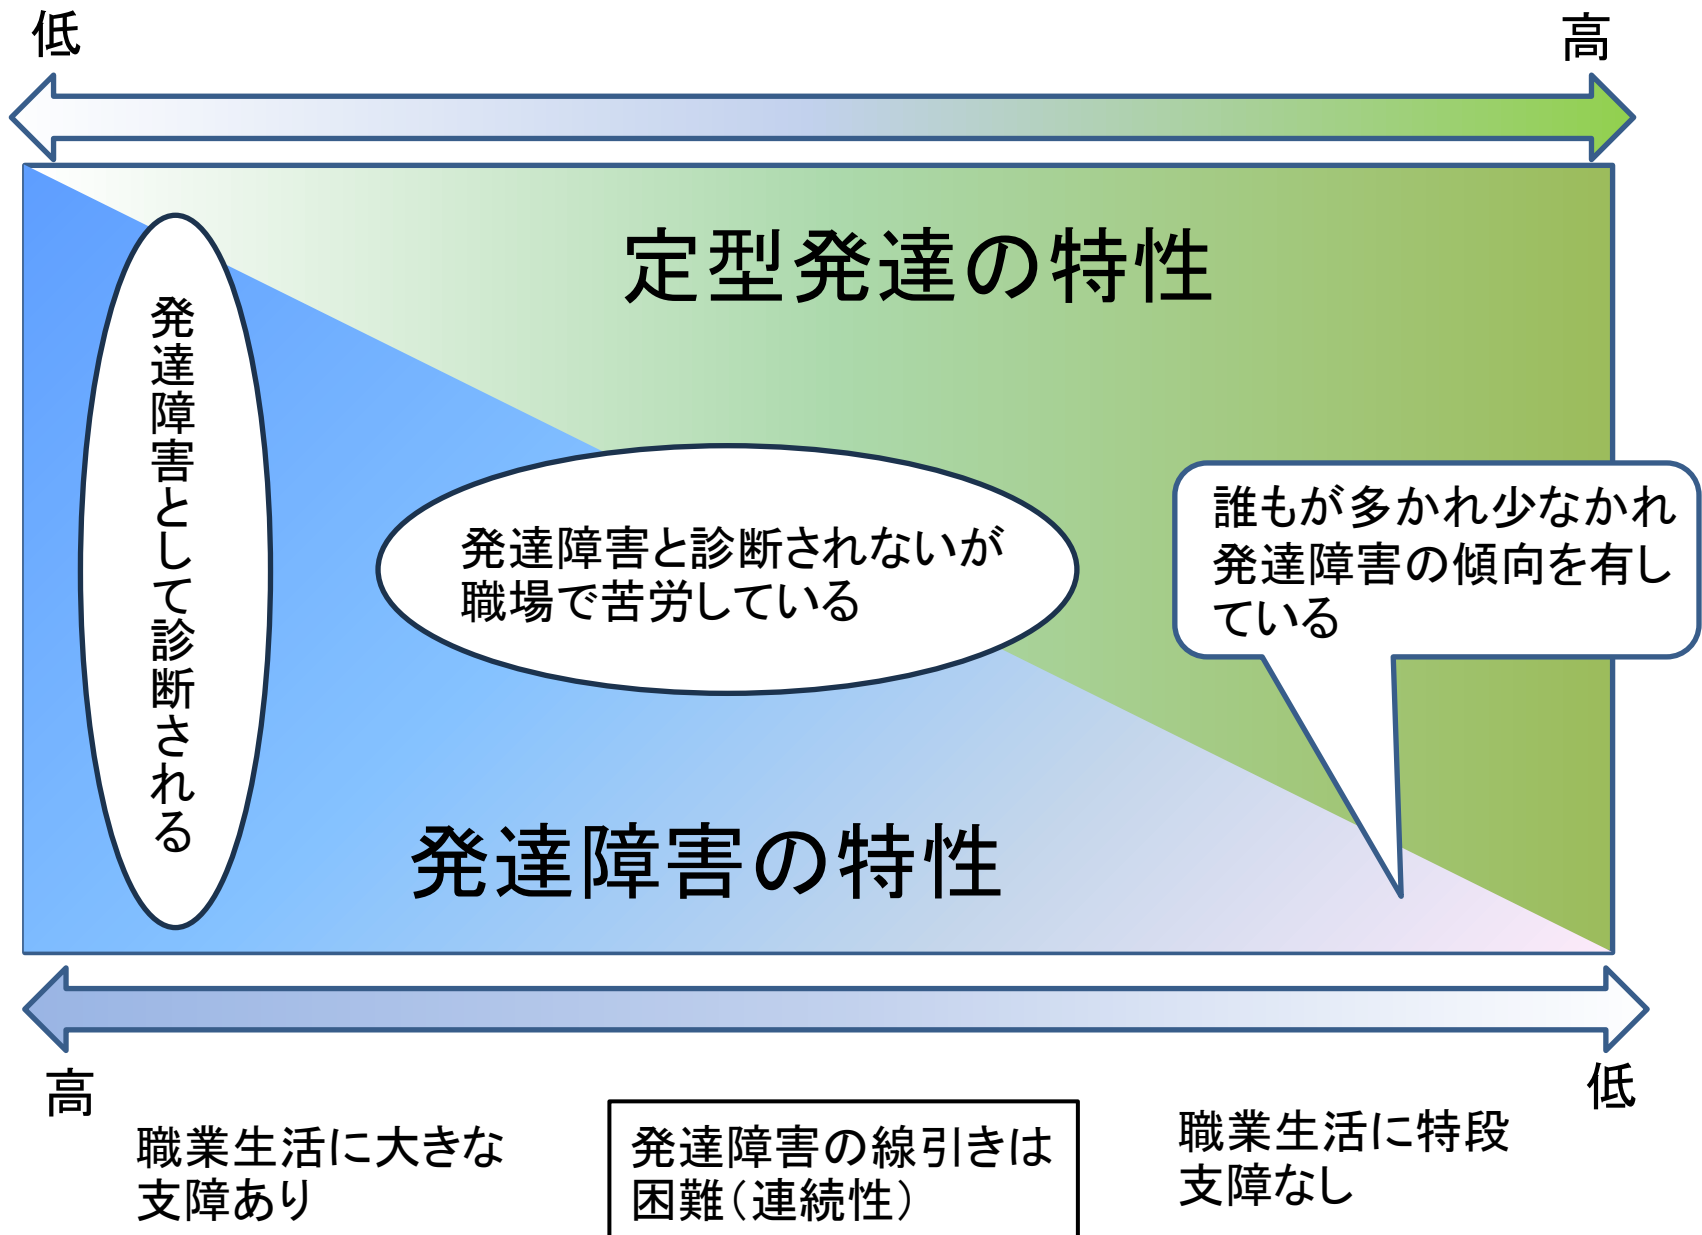 低
高
定型発達の特性
発達障害として診断される
発達障害と診断されないが
職場で苦労している
誰もが多かれ少なかれ
発達障害の傾向を有し
ている
発達障害の特性
高
低
職業生活に大きな
支障あり
発達障害の線引きは
困難（連続性）
職業生活に特段
支障なし